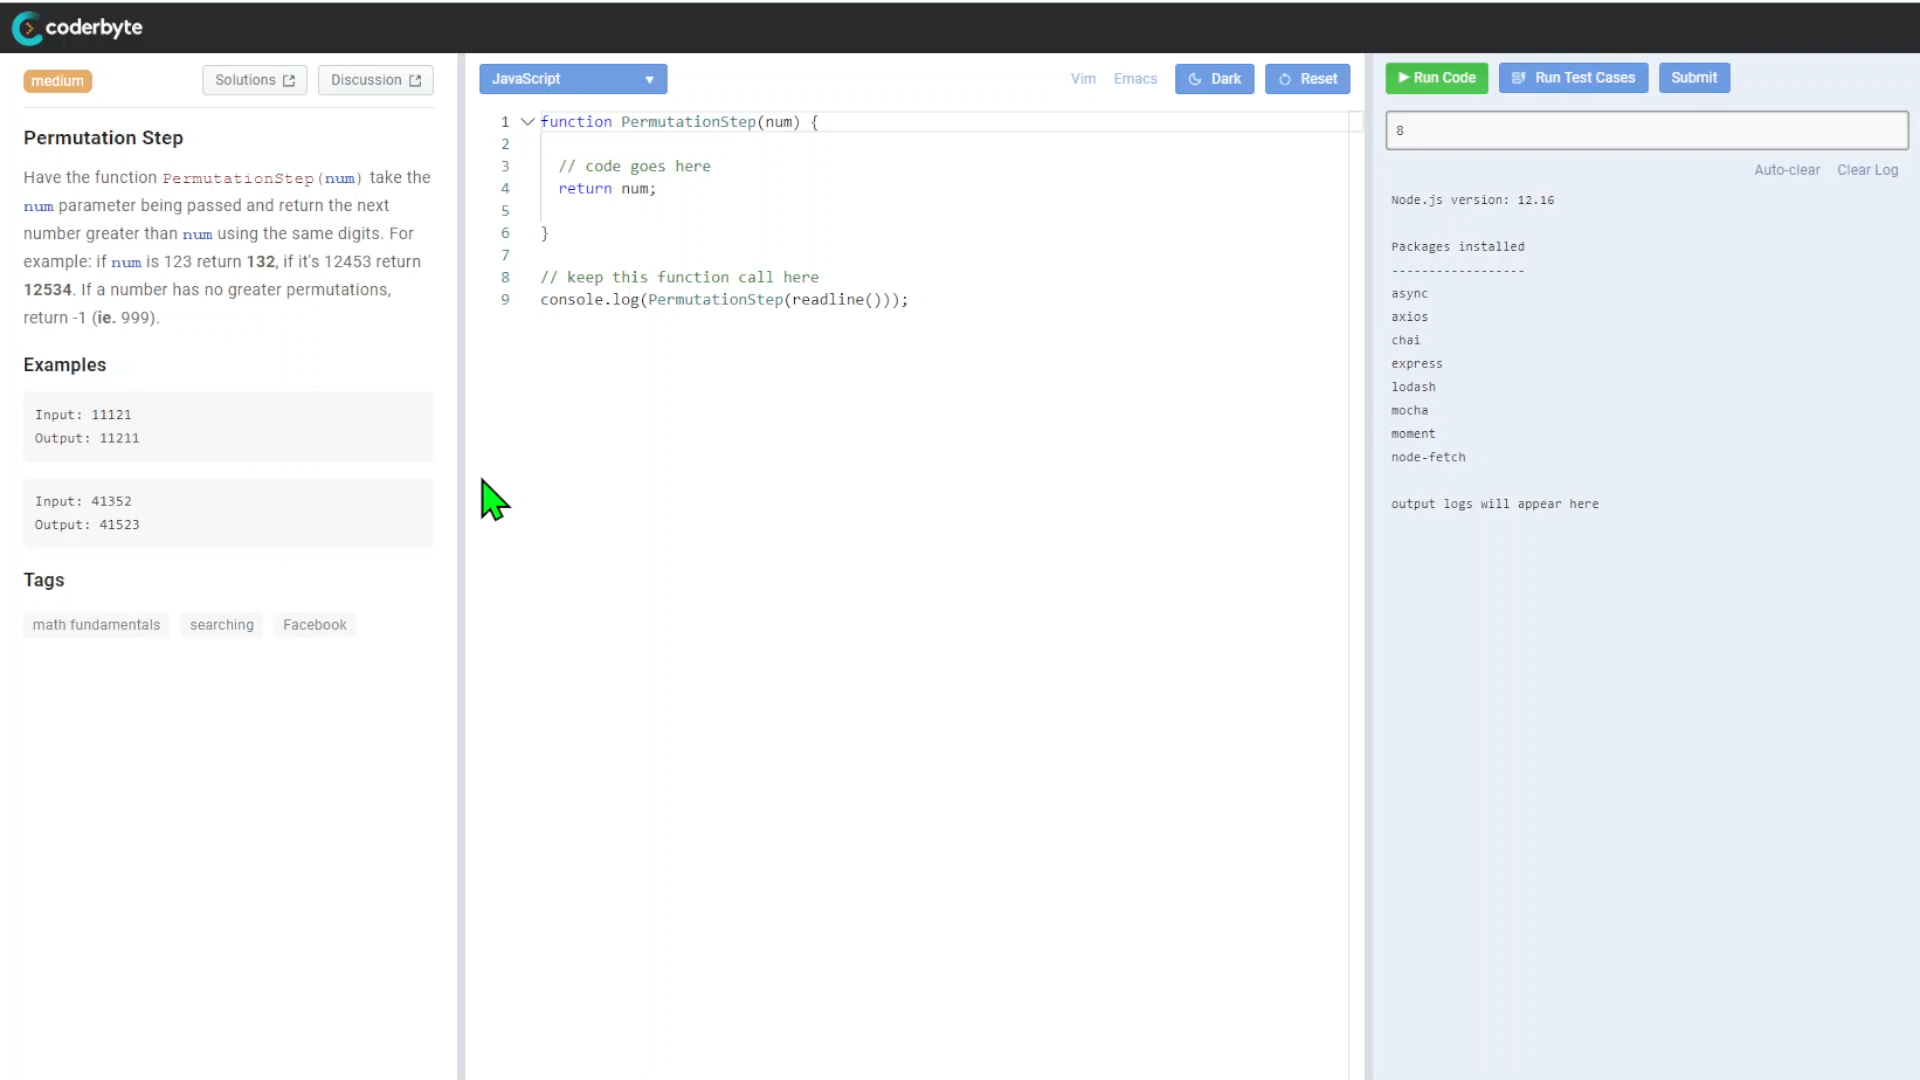 coderbyte
medium
Solutions
Discussion
Permutation Step
Have the function PermutationStep(num) take the
num parameter being passed and return the next
number greater than num using the same digits. For
example: if num is 123 return 132, if it's 12453 return
12534. If a number has no greater permutations,
return -1 (ie. 999).
Examples
Input: 11121
Output: 11211
Input: 41352
Output: 41523
Tags
math fundamentals
searching
Facebook
JavaScript
Vim
Emacs
Dark
Reset
1 function PermutationStep(num) {
2
3 // code goes here
4 return num;
5
6 }
7
8 // keep this function call here
9 console.log(PermutationStep(readline()));
Run Code
Run Test Cases
Submit
8
Auto-clear
Clear Log
Node.js version: 12.16
Packages installed
------------------
async
axios
chai
express
lodash
mocha
moment
node-fetch
output logs will appear here